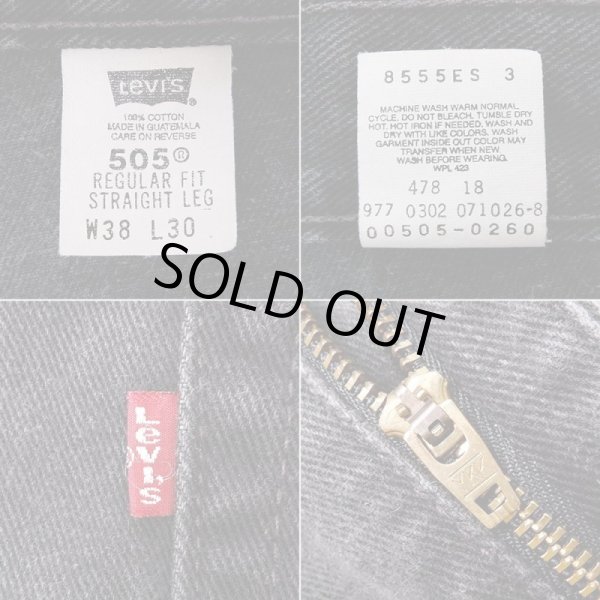 Levi's
100% COTTON
MADE IN GUATEMALA
CARE ON REVERSE
505®
REGULAR FIT
STRAIGHT LEG
W38 L30
8555ES 3
MACHINE WASH WARM NORMAL
CYCLE. DO NOT BLEACH. TUMBLE DRY
HOT. HOT IRON IF NEEDED. WASH AND
DRY WITH LIKE COLORS. WASH
GARMENT INSIDE OUT COLOR MAY
TRANSFER WHEN NEW.
WASH BEFORE WEARING.
WPL 423
478 18
977 0302 071026-8
00505-0260
SOLD OUT
LeVI'S